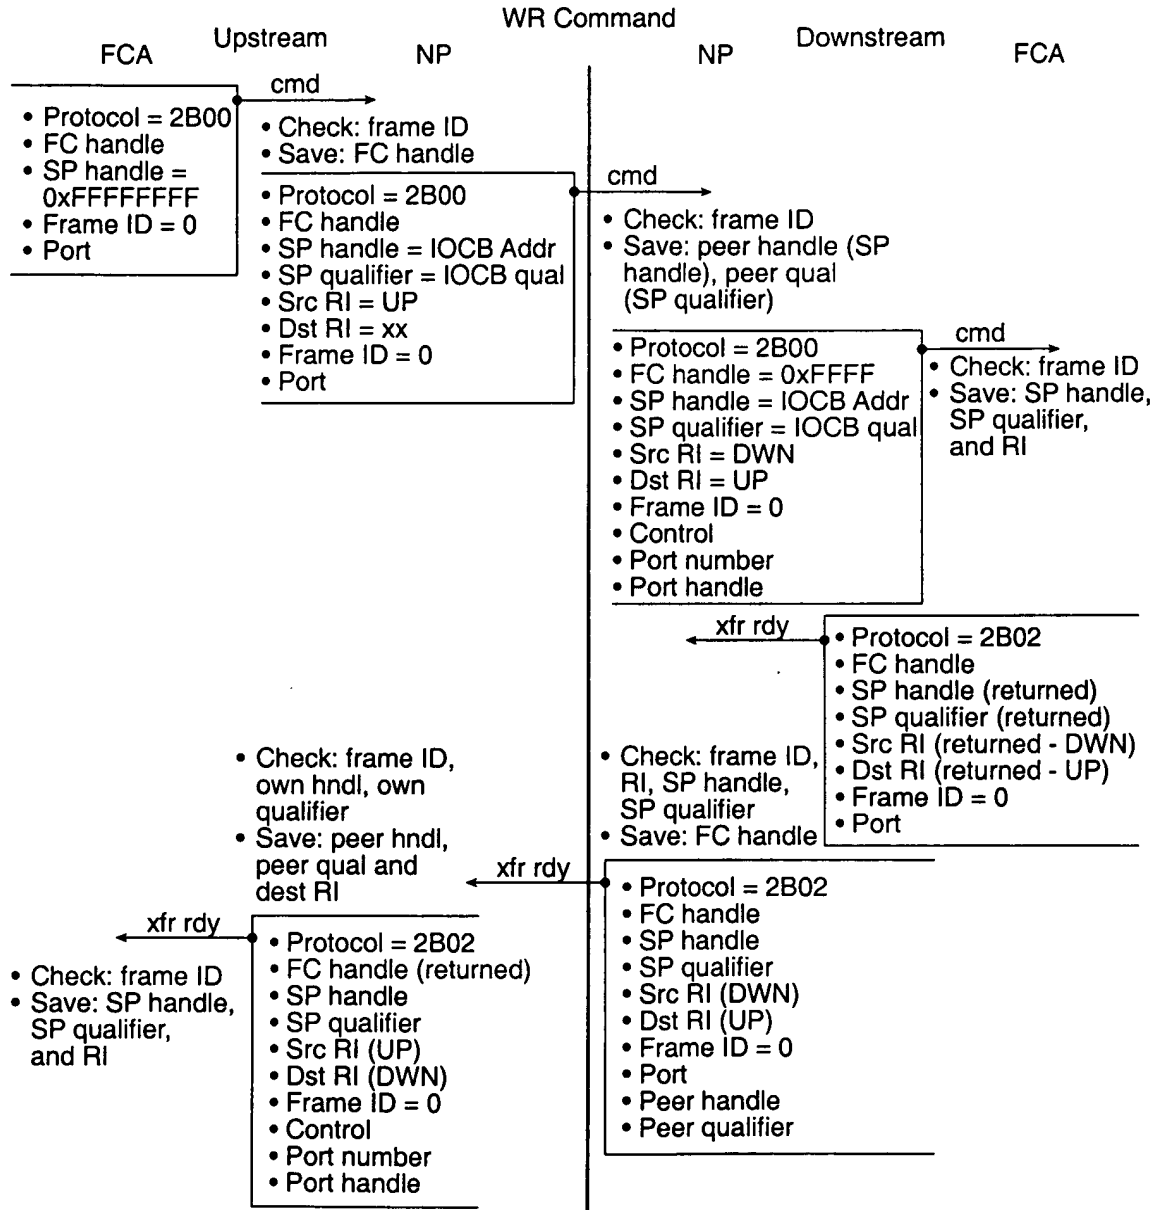 WR Command
Upstream
Downstream
FCA
NP
NP
FCA
cmd
• Protocol = 2B00
• FC handle
• SP handle =
0xFFFFFFFF
• Frame ID = 0
• Port
• Check: frame ID
• Save: FC handle
cmd
• Protocol = 2B00
• FC handle
• SP handle = IOCB Addr
• SP qualifier = IOCB qual
• Src RI = UP
• Dst RI = xx
• Frame ID = 0
• Port
• Check: frame ID
• Save: peer handle (SP
handle), peer qual
(SP qualifier)
cmd
• Protocol = 2B00
• FC handle = 0xFFFF
• SP handle = IOCB Addr
• SP qualifier = IOCB qual
• Src RI = DWN
• Dst RI = UP
• Frame ID = 0
• Control
• Port number
• Port handle
• Check: frame ID
• Save: SP handle,
SP qualifier,
and RI
xfr rdy
• Protocol = 2B02
• FC handle
• SP handle (returned)
• SP qualifier (returned)
• Src RI (returned - DWN)
• Dst RI (returned - UP)
• Frame ID = 0
• Port
• Check: frame ID,
RI, SP handle,
SP qualifier
• Save: FC handle
xfr rdy
• Protocol = 2B02
• FC handle
• SP handle
• SP qualifier
• Src RI (DWN)
• Dst RI (UP)
• Frame ID = 0
• Port
• Peer handle
• Peer qualifier
• Check: frame ID,
own hndl, own
qualifier
• Save: peer hndl,
peer qual and
dest RI
xfr rdy
• Protocol = 2B02
• FC handle (returned)
• SP handle
• SP qualifier
• Src RI (UP)
• Dst RI (DWN)
• Frame ID = 0
• Control
• Port number
• Port handle
• Check: frame ID
• Save: SP handle,
SP qualifier,
and RI